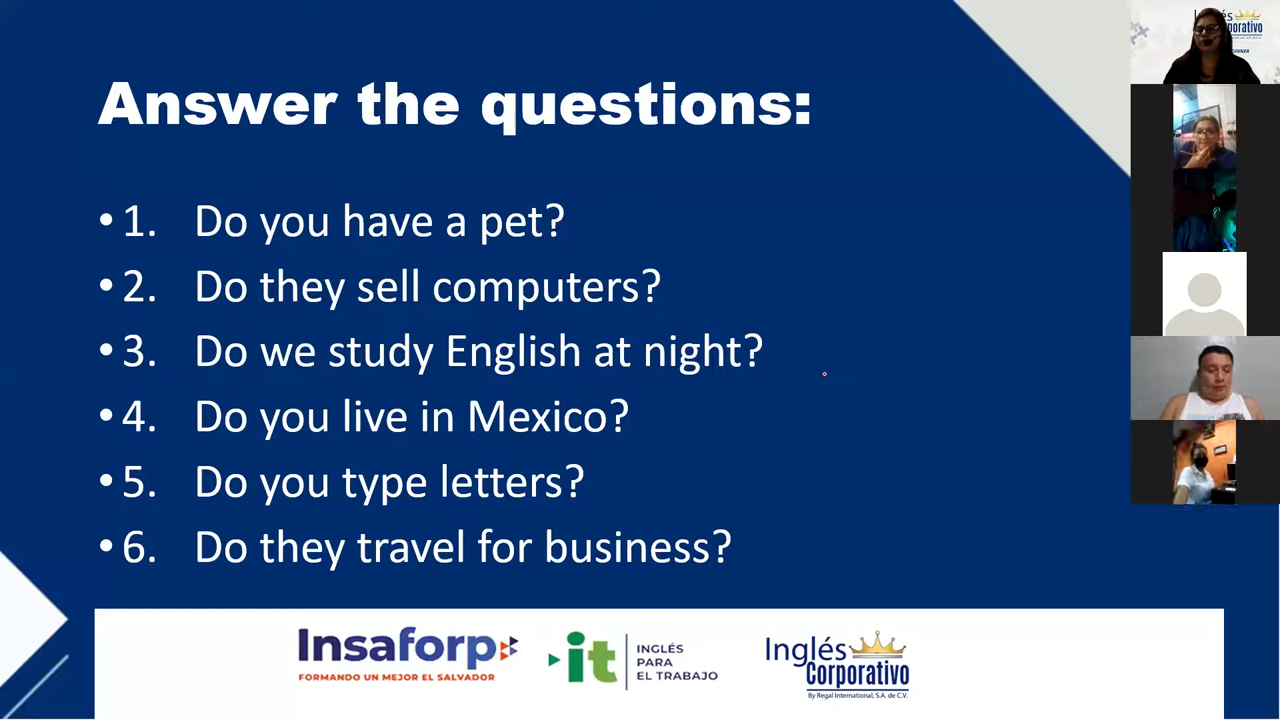 Answer the questions:
• 1. Do you have a pet?
• 2. Do they sell computers?
• 3. Do we study English at night?
• 4. Do you live in Mexico?
• 5. Do you type letters?
• 6. Do they travel for business?
Insaforp
FORMANDO UN MEJOR EL SALVADOR
it
INGLÉS
PARA
EL TRABAJO
Inglés
Corporativo
By Regal International, S.A. de C.V.